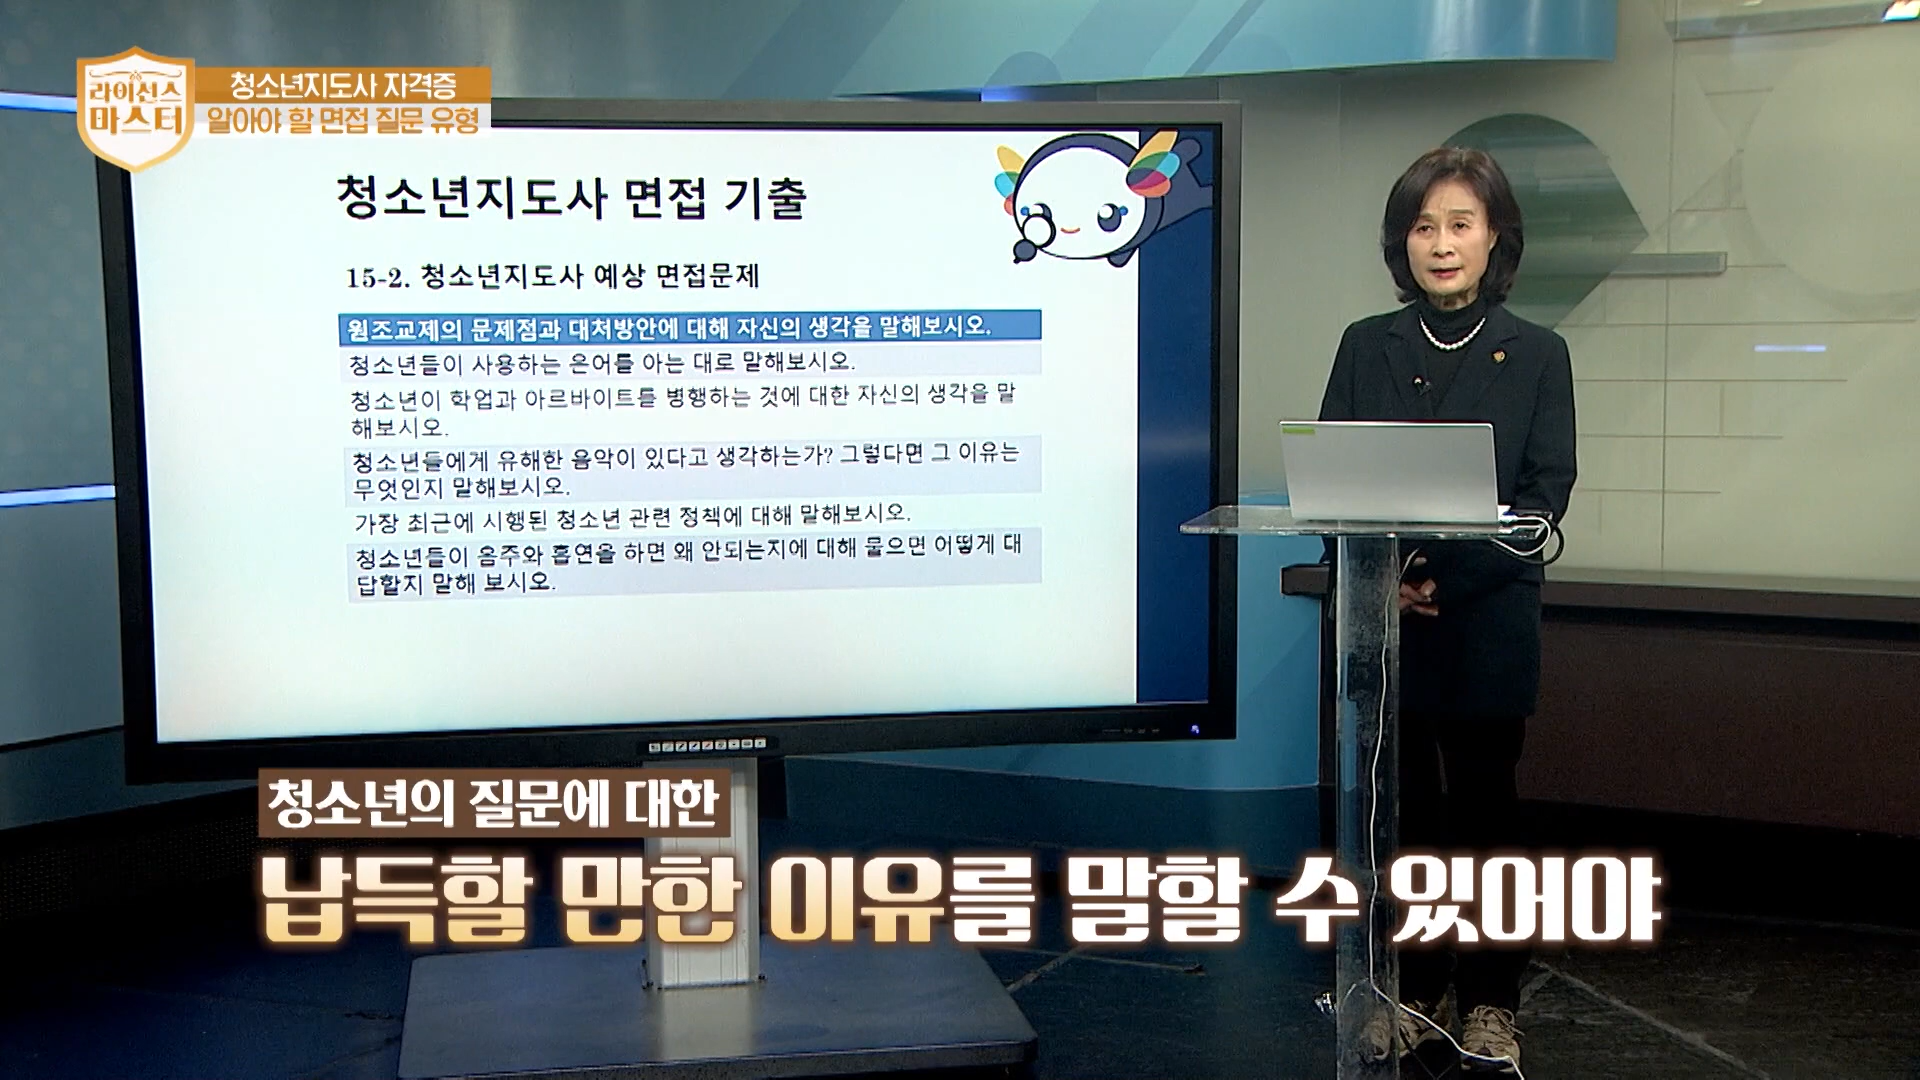 라이선스
마스터
청소년지도사 자격증
알아야 할 면접 질문 유형
청소년지도사 면접 기출
15-2. 청소년지도사 예상 면접문제
원조교제의 문제점과 대처방안에 대해 자신의 생각을 말해보시오.
청소년들이 사용하는 은어를 아는 대로 말해보시오.
청소년이 학업과 아르바이트를 병행하는 것에 대한 자신의 생각을 말
해보시오.
청소년들에게 유해한 음악이 있다고 생각하는가? 그렇다면 그 이유는
무엇인지 말해보시오.
가장 최근에 시행된 청소년 관련 정책에 대해 말해보시오.
청소년들이 음주와 흡연을 하면 왜 안되는지에 대해 물으면 어떻게 대
답할지 말해 보시오.
청소년의 질문에 대한
납득할 만한 이유를 말할 수 있어야